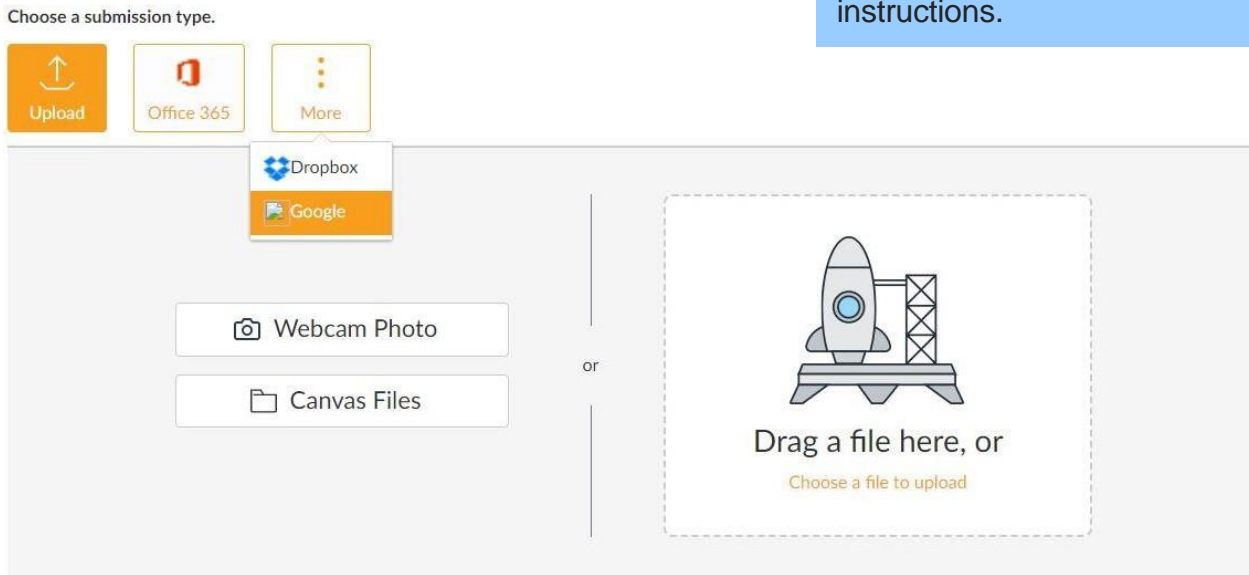 instructions.
Choose a submission type.
Upload
Office 365
More
Dropbox
Google
Webcam Photo
Canvas Files
or
Drag a file here, or
Choose a file to upload